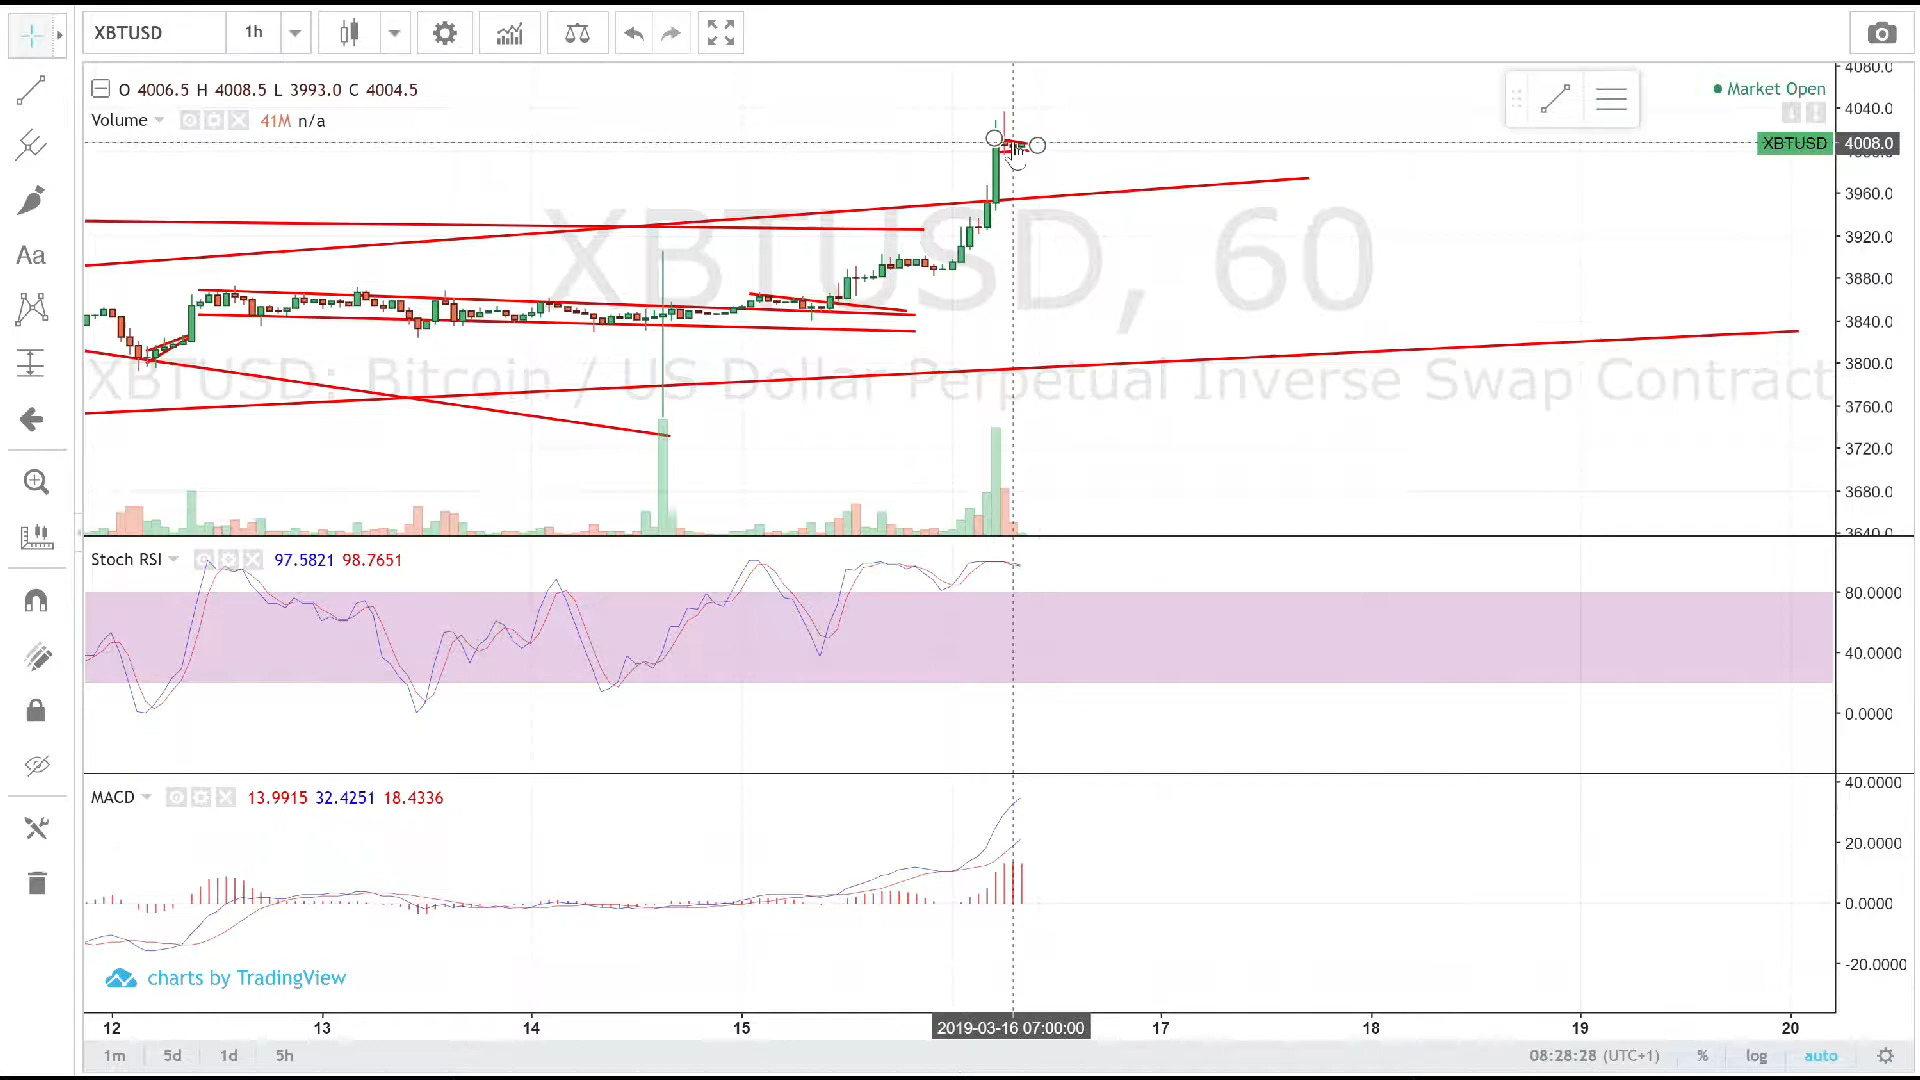 XBTUSD 1h
O 4006.5 H 4008.5 L 3993.0 C 4004.5
Market Open
Volume 41M n/a
XBTUSD 4008.0
Aa
XBTUSD, 60
XBTUSD: Bitcoin / US Dollar Perpetual Inverse Swap Contract
4080.0
4040.0
3960.0
3920.0
3880.0
3840.0
3800.0
3760.0
3720.0
3680.0
3640.0
Stoch RSI 97.5821 98.7651
80.0000
40.0000
0.0000
MACD 13.9915 32.4251 18.4336
40.0000
20.0000
0.0000
-20.0000
charts by TradingView
12 13 14 15 2019-03-16 07:00:00 17 18 19 20
1m 5d 1d 5h 08:28:28 (UTC+1) % log auto